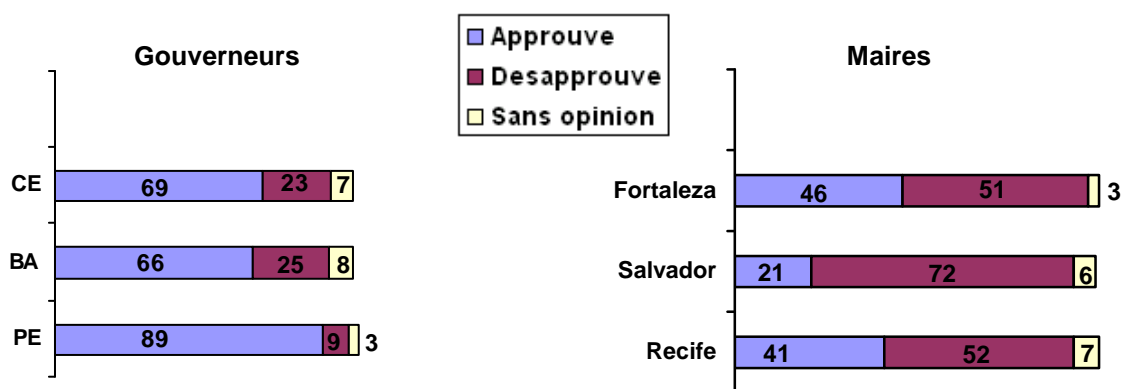 Approuve
Desapprouve
Sans opinion
Gouverneurs
CE 69 23 7
BA 66 25 8
PE 89 9 3
Maires
Fortaleza 46 51 3
Salvador 21 72 6
Recife 41 52 7